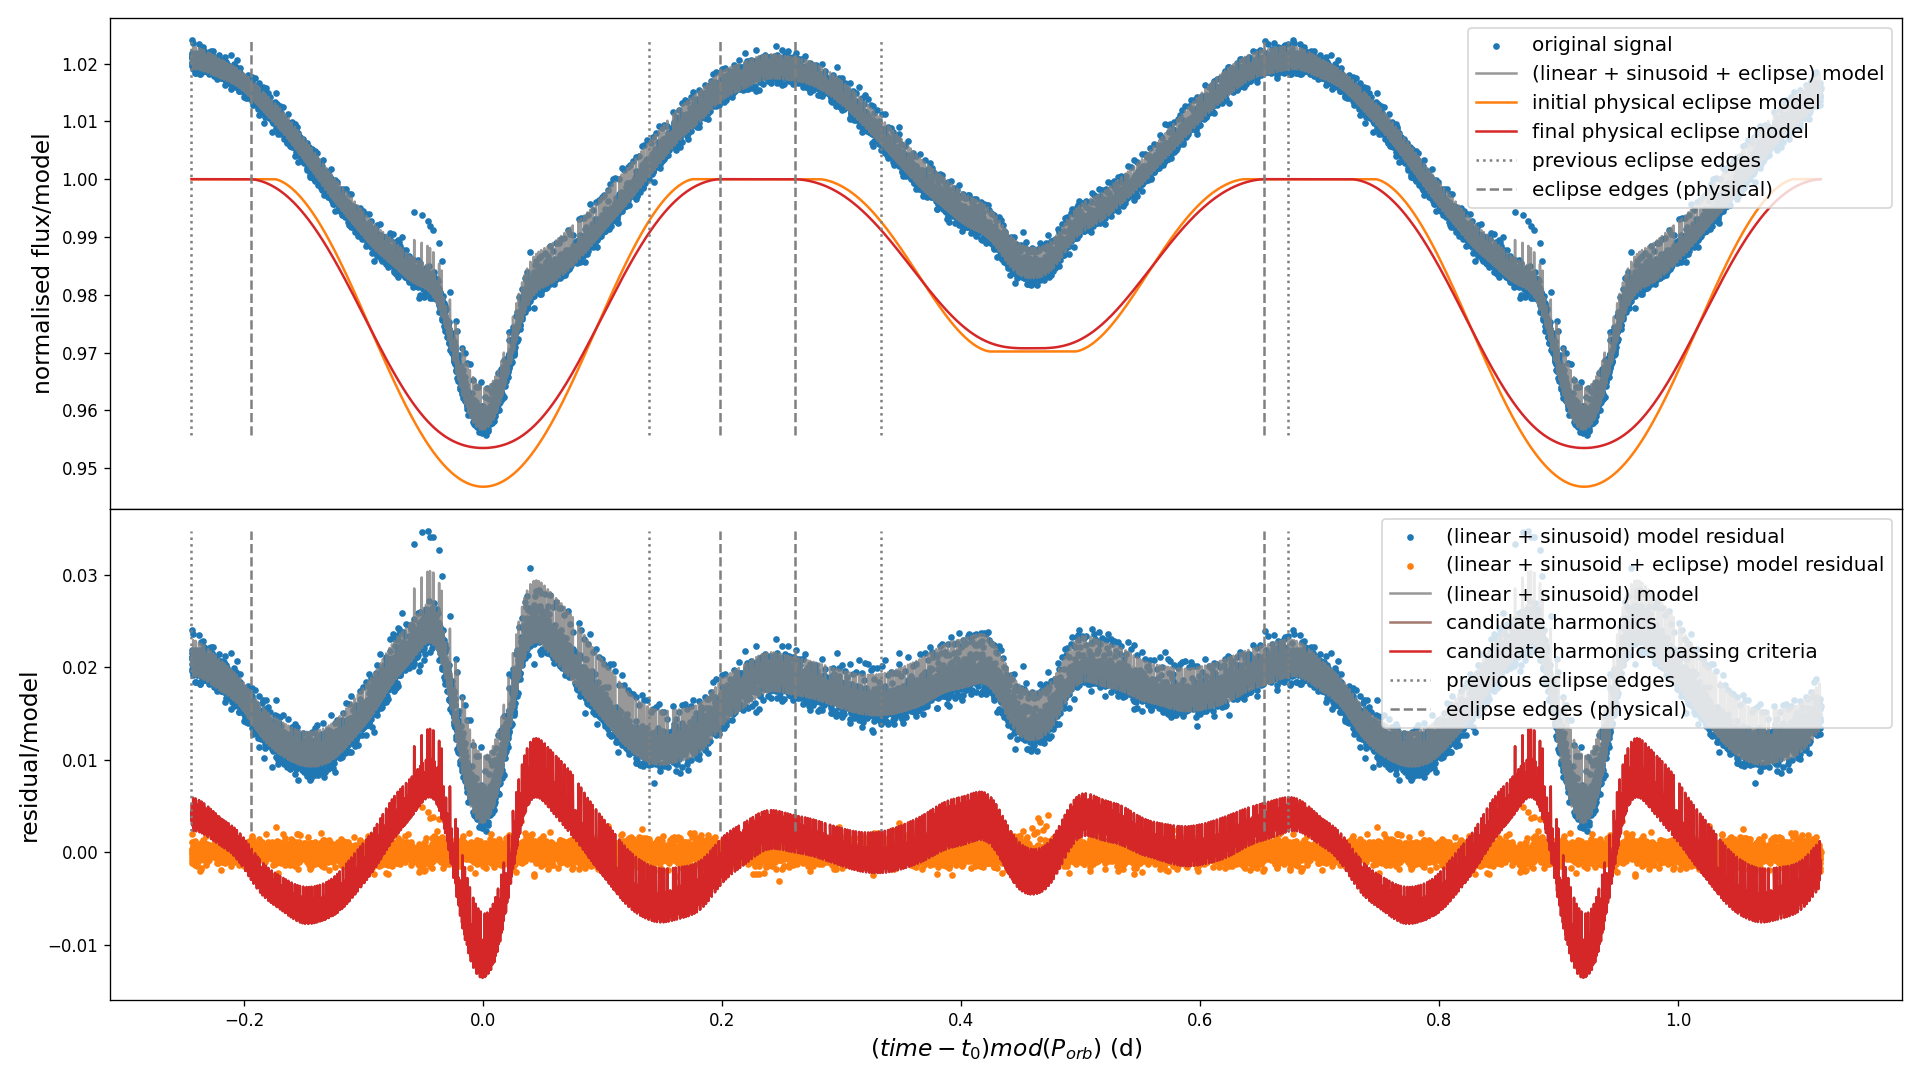 normalised flux/model
1.02
1.01
1.00
0.99
0.98
0.97
0.96
0.95
original signal
(linear + sinusoid + eclipse) model
initial physical eclipse model
final physical eclipse model
previous eclipse edges
eclipse edges (physical)
residual/model
0.03
0.02
0.01
0.00
−0.01
(linear + sinusoid) model residual
(linear + sinusoid + eclipse) model residual
(linear + sinusoid) model
candidate harmonics
candidate harmonics passing criteria
previous eclipse edges
eclipse edges (physical)
−0.2 0.0 0.2 0.4 0.6 0.8 1.0
(time − t₀)mod(P_orb) (d)